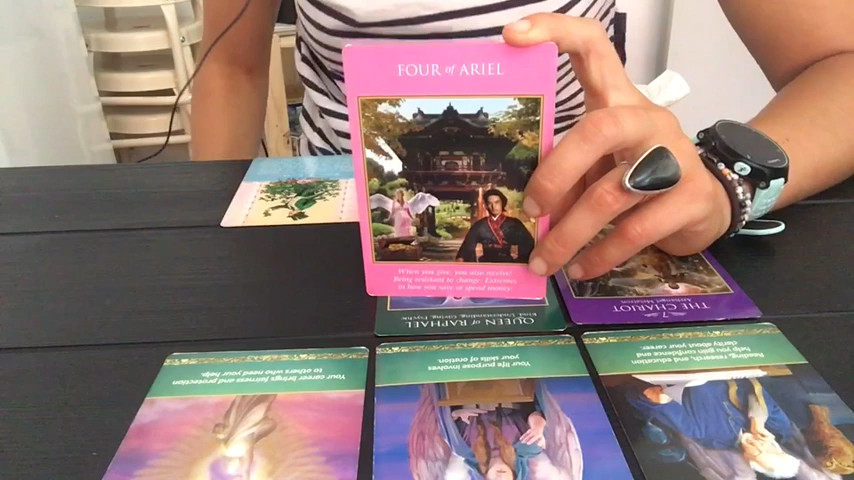 FOUR of ARIEL
When you give, you also receive!
Being resistant to change. Extremes
in how you save or spend money.
QUEEN of RAPHAEL
Kind, Understanding, Loving, Psychic
7
THE CHARIOT
Archangel Metatron
Your career brings fairness and protection
to others who need your help.
Your life purpose involves
your skills of oration.
Reading, research, and education
help you gain confidence and
clarity about your career.